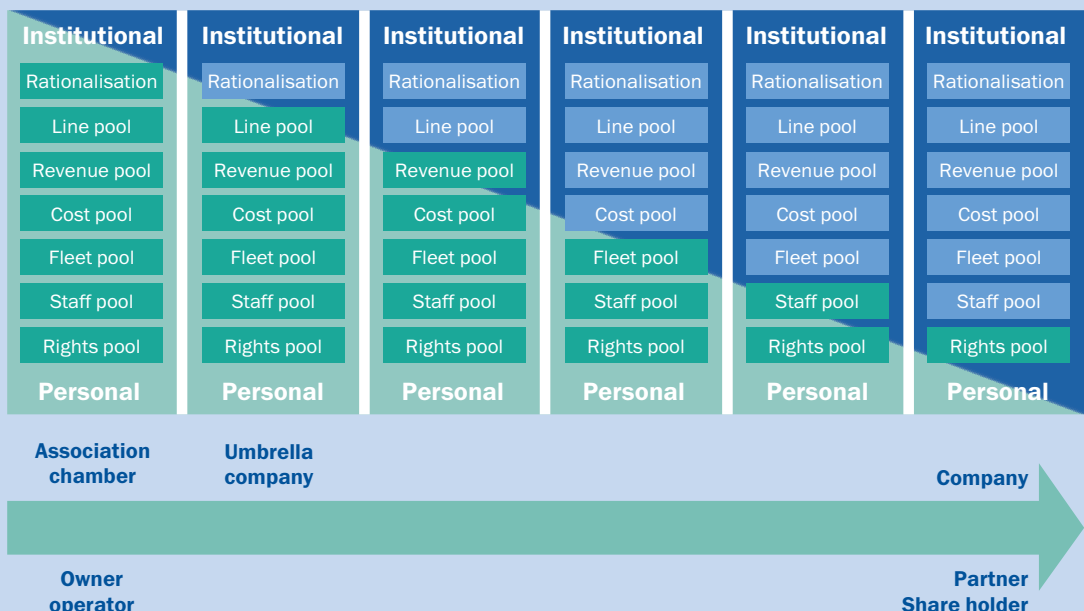 Institutional
Rationalisation
Line pool
Revenue pool
Cost pool
Fleet pool
Staff pool
Rights pool
Personal
Institutional
Rationalisation
Line pool
Revenue pool
Cost pool
Fleet pool
Staff pool
Rights pool
Personal
Institutional
Rationalisation
Line pool
Revenue pool
Cost pool
Fleet pool
Staff pool
Rights pool
Personal
Institutional
Rationalisation
Line pool
Revenue pool
Cost pool
Fleet pool
Staff pool
Rights pool
Personal
Institutional
Rationalisation
Line pool
Revenue pool
Cost pool
Fleet pool
Staff pool
Rights pool
Personal
Institutional
Rationalisation
Line pool
Revenue pool
Cost pool
Fleet pool
Staff pool
Rights pool
Personal
Association
chamber
Umbrella
company
Company
Owner
operator
Partner
Share holder